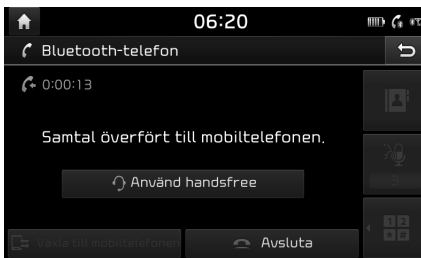 06:20
Bluetooth-telefon
0:00:13
Samtal överfört till mobiltelefonen.
Använd handsfree
Växla till mobiltelefonen
Avsluta